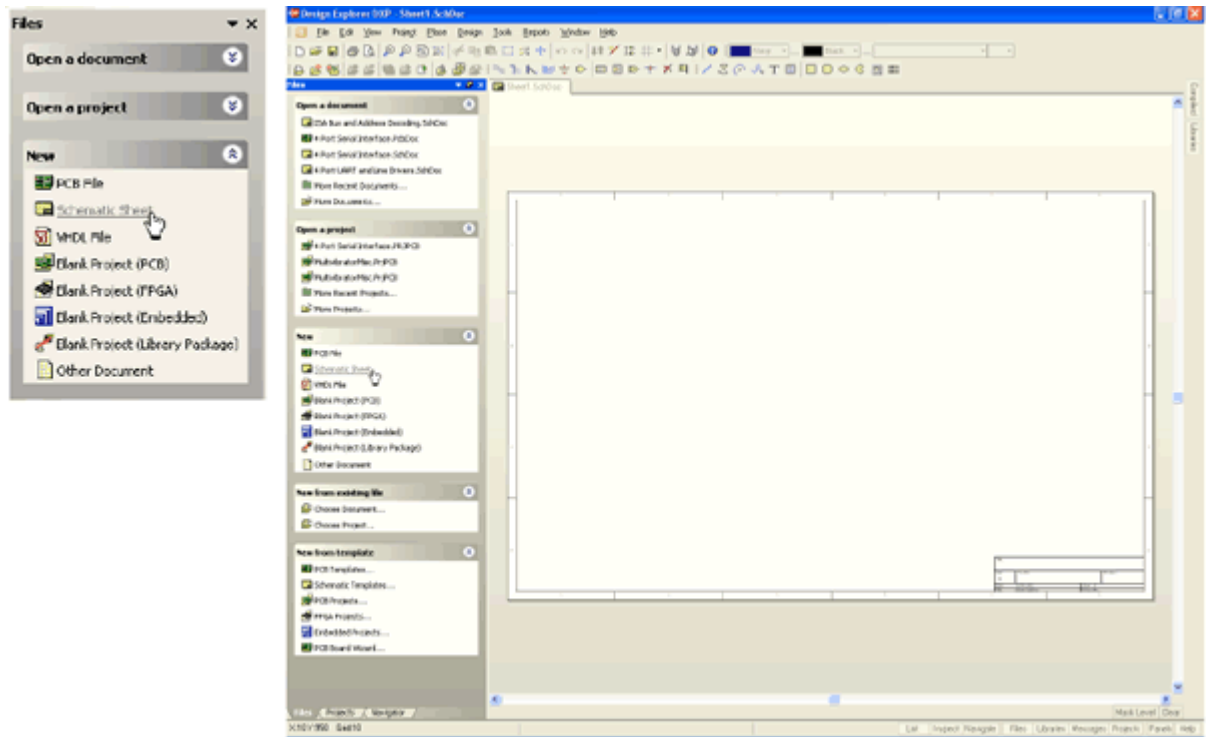 Files
Open a document
Open a project
New
PCB File
Schematic Sheet
VHDL File
Blank Project (PCB)
Blank Project (FPGA)
Blank Project (Embedded)
Blank Project (Library Package)
Other Document
Design Explorer DXP - Sheet1.SchDoc
File Edit View Project Place Design Tools Reports Window Help
Files
Sheet1.SchDoc
Open a document
ISA Bus and Address Decoding.SchDoc
4 Port Serial Interface.PcbDoc
4 Port Serial Interface.SchDoc
4 Port UART and Line Drivers.SchDoc
More Recent Documents...
More Documents...
Open a project
4 Port Serial Interface.PRJPCB
More Recent Projects...
More Projects...
New
PCB File
Schematic Sheet
VHDL File
Blank Project (PCB)
Blank Project (FPGA)
Blank Project (Embedded)
Blank Project (Library Package)
Other Document
New from existing file
Choose Document...
Choose Project...
New from template
PCB Templates...
Schematic Templates...
PCB Projects...
FPGA Projects...
Embedded Projects...
PCB Board Wizard...
Compiled Libraries
Files Projects Navigator
Mask Level Clear
X:10 Y:950 Grid:10
List Inspect Navigate Files Libraries Messages Projects Panels Help